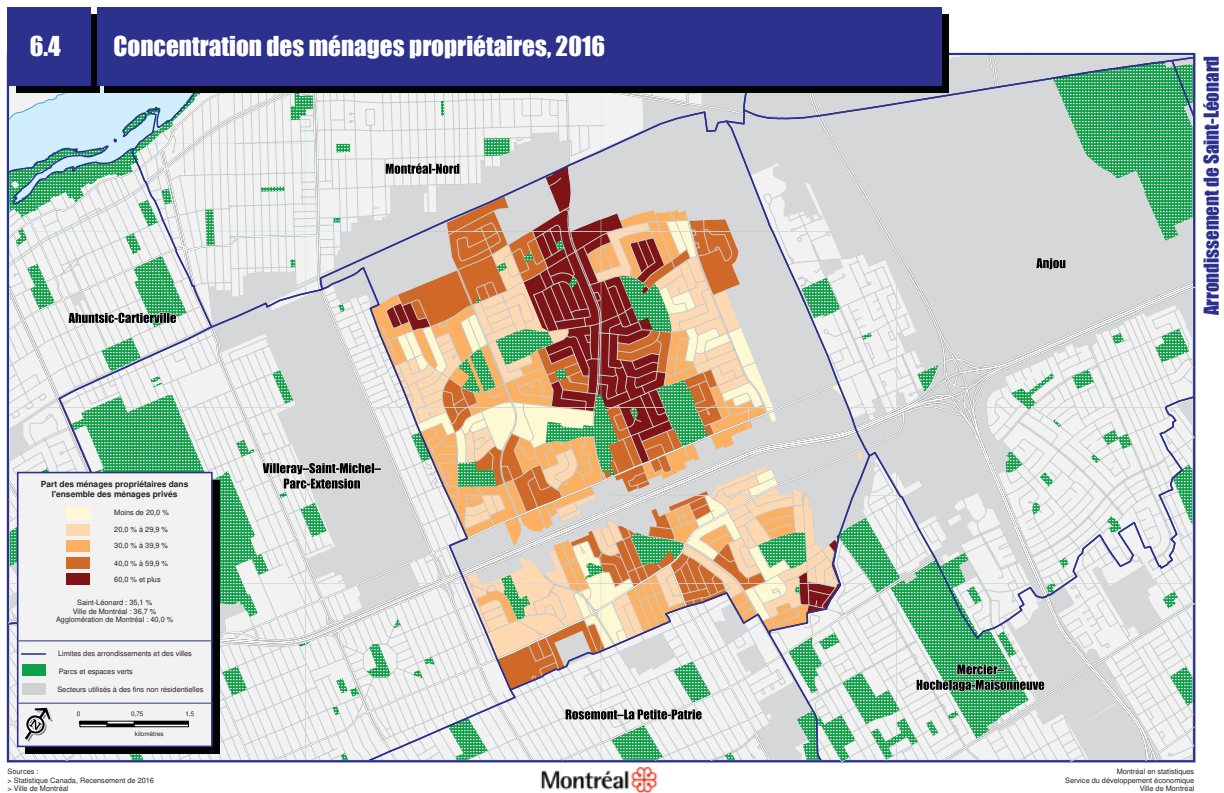 6.4
Concentration des ménages propriétaires, 2016
Arrondissement de Saint-Léonard
Montréal-Nord
Anjou
Ahuntsic-Cartierville
Villeray–Saint-Michel–
Parc-Extension
Mercier–
Hochelaga-Maisonneuve
Rosemont–La Petite-Patrie
Part des ménages propriétaires dans
l'ensemble des ménages privés
Moins de 20,0 %
20,0 % à 29,9 %
30,0 % à 39,9 %
40,0 % à 59,9 %
60,0 % et plus
Saint-Léonard : 35,1 %
Ville de Montréal : 36,7 %
Agglomération de Montréal : 40,0 %
Limites des arrondissements et des villes
Parcs et espaces verts
Secteurs utilisés à des fins non résidentielles
N
0 0,75 1,5
kilomètres
Sources :
> Statistique Canada, Recensement de 2016
> Ville de Montréal
Montréal
Montréal en statistiques
Service du développement économique
Ville de Montréal